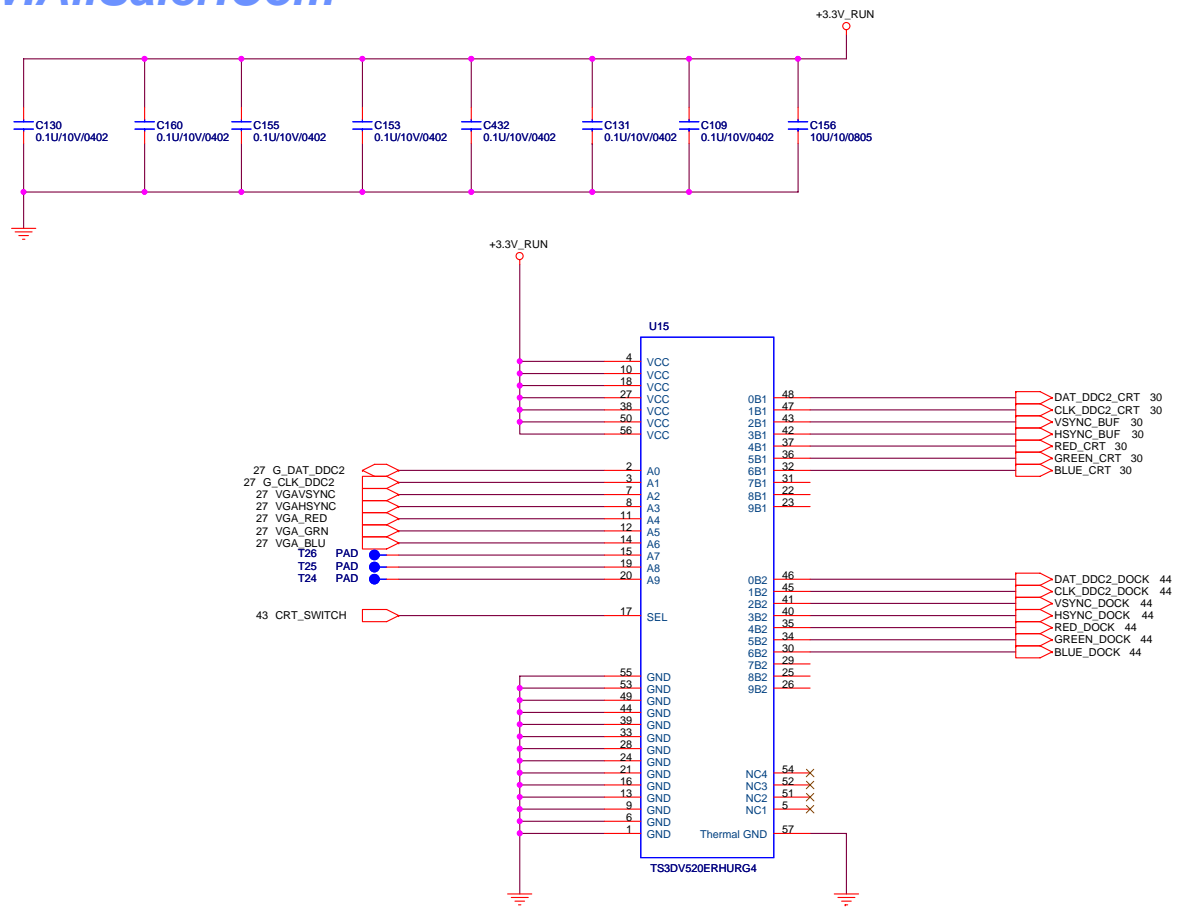 +3.3V_RUN
C130
0.1U/10V/0402
C160
0.1U/10V/0402
C155
0.1U/10V/0402
C153
0.1U/10V/0402
C432
0.1U/10V/0402
C131
0.1U/10V/0402
C109
0.1U/10V/0402
C156
10U/10/0805
+3.3V_RUN
U15
4 VCC
10 VCC
18 VCC
27 VCC
38 VCC
50 VCC
56 VCC
27 G_DAT_DDC2 2 A0
27 G_CLK_DDC2 3 A1
27 VGAVSYNC 7 A2
27 VGAHSYNC 8 A3
27 VGA_RED 11 A4
27 VGA_GRN 12 A5
27 VGA_BLU 14 A6
T26 PAD 15 A7
T25 PAD 19 A8
T24 PAD 20 A9
43 CRT_SWITCH 17 SEL
55 GND
53 GND
49 GND
44 GND
39 GND
33 GND
28 GND
24 GND
21 GND
16 GND
13 GND
9 GND
6 GND
1 GND
0B1 48 DAT_DDC2_CRT 30
1B1 47 CLK_DDC2_CRT 30
2B1 43 VSYNC_BUF 30
3B1 42 HSYNC_BUF 30
4B1 37 RED_CRT 30
5B1 36 GREEN_CRT 30
6B1 32 BLUE_CRT 30
7B1 31
8B1 22
9B1 23
0B2 46 DAT_DDC2_DOCK 44
1B2 45 CLK_DDC2_DOCK 44
2B2 41 VSYNC_DOCK 44
3B2 40 HSYNC_DOCK 44
4B2 35 RED_DOCK 44
5B2 34 GREEN_DOCK 44
6B2 30 BLUE_DOCK 44
7B2 29
8B2 25
9B2 26
NC4 54
NC3 52
NC2 51
NC1 5
Thermal GND 57
TS3DV520ERHURG4